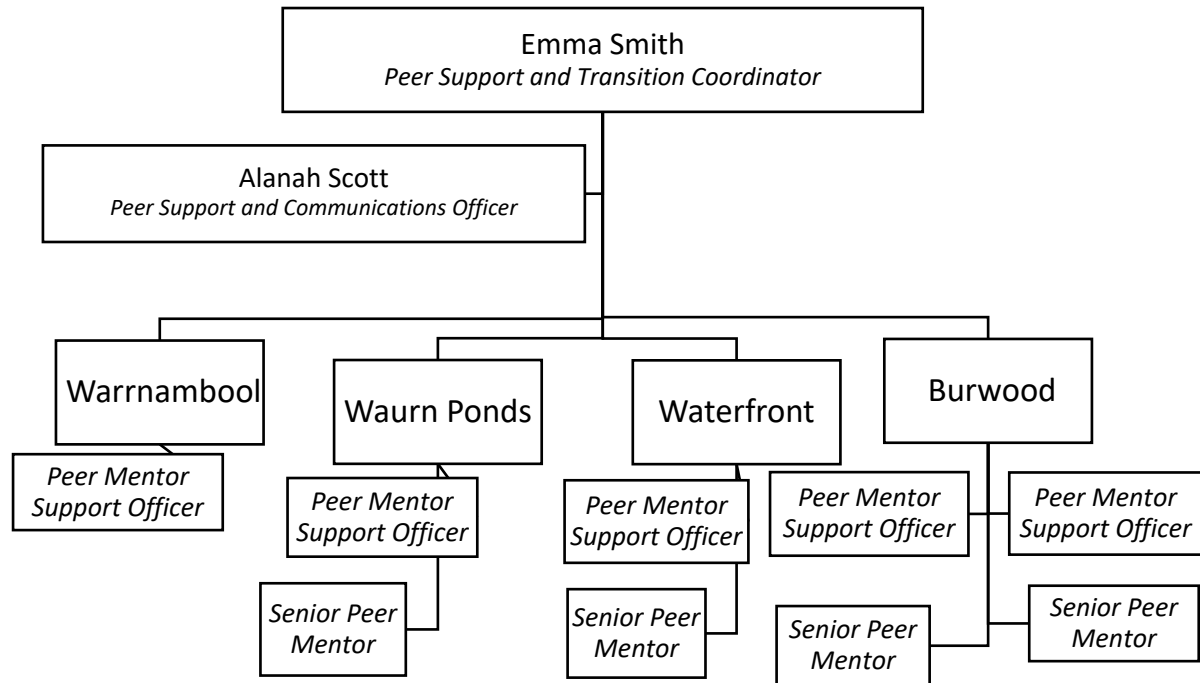 Emma Smith
Peer Support and Transition Coordinator
Alanah Scott
Peer Support and Communications Officer
Warrnambool
Waurn Ponds
Waterfront
Burwood
Peer Mentor
Support Officer
Peer Mentor
Support Officer
Peer Mentor
Support Officer
Peer Mentor
Support Officer
Peer Mentor
Support Officer
Senior Peer
Mentor
Senior Peer
Mentor
Senior Peer
Mentor
Senior Peer
Mentor